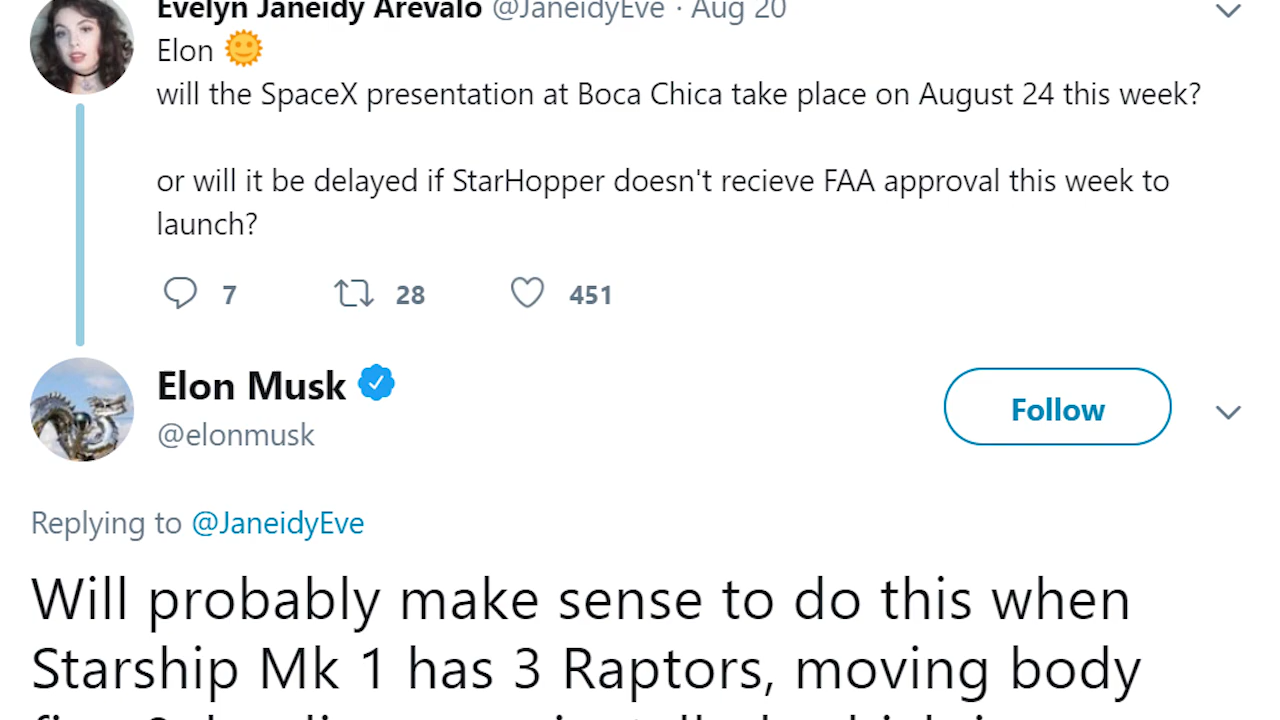 Evelyn Janeidy Arevalo @JaneidyEve · Aug 20
Elon 🌞
will the SpaceX presentation at Boca Chica take place on August 24 this week?
or will it be delayed if StarHopper doesn't recieve FAA approval this week to
launch?
7 28 451
Elon Musk
@elonmusk
Follow
Replying to @JaneidyEve
Will probably make sense to do this when
Starship Mk 1 has 3 Raptors, moving body